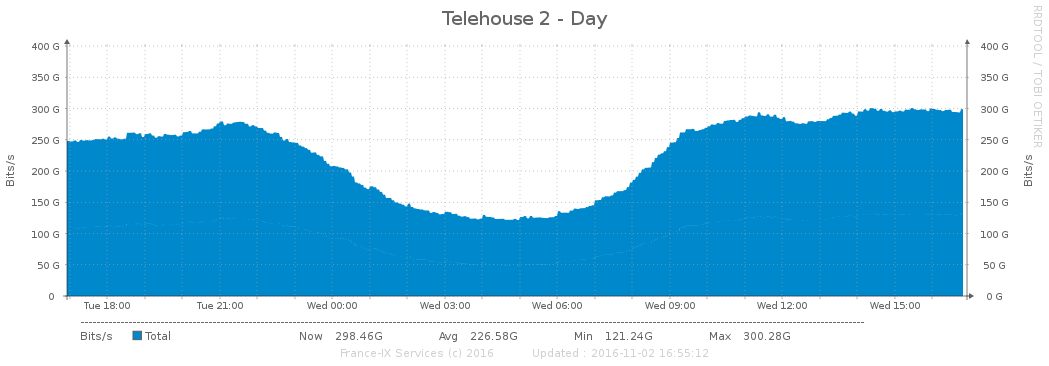 Telehouse 2 - Day
RRDTOOL / TOBI OETIKER
Bits/s
400 G 400 G
350 G 350 G
300 G 300 G
250 G 250 G
200 G 200 G
150 G 150 G
100 G 100 G
50 G 50 G
0 0 G
Bits/s
Tue 18:00 Tue 21:00 Wed 00:00 Wed 03:00 Wed 06:00 Wed 09:00 Wed 12:00 Wed 15:00
Bits/s Total Now 298.46G Avg 226.58G Min 121.24G Max 300.28G
France-IX Services (c) 2016 Updated : 2016-11-02 16:55:12